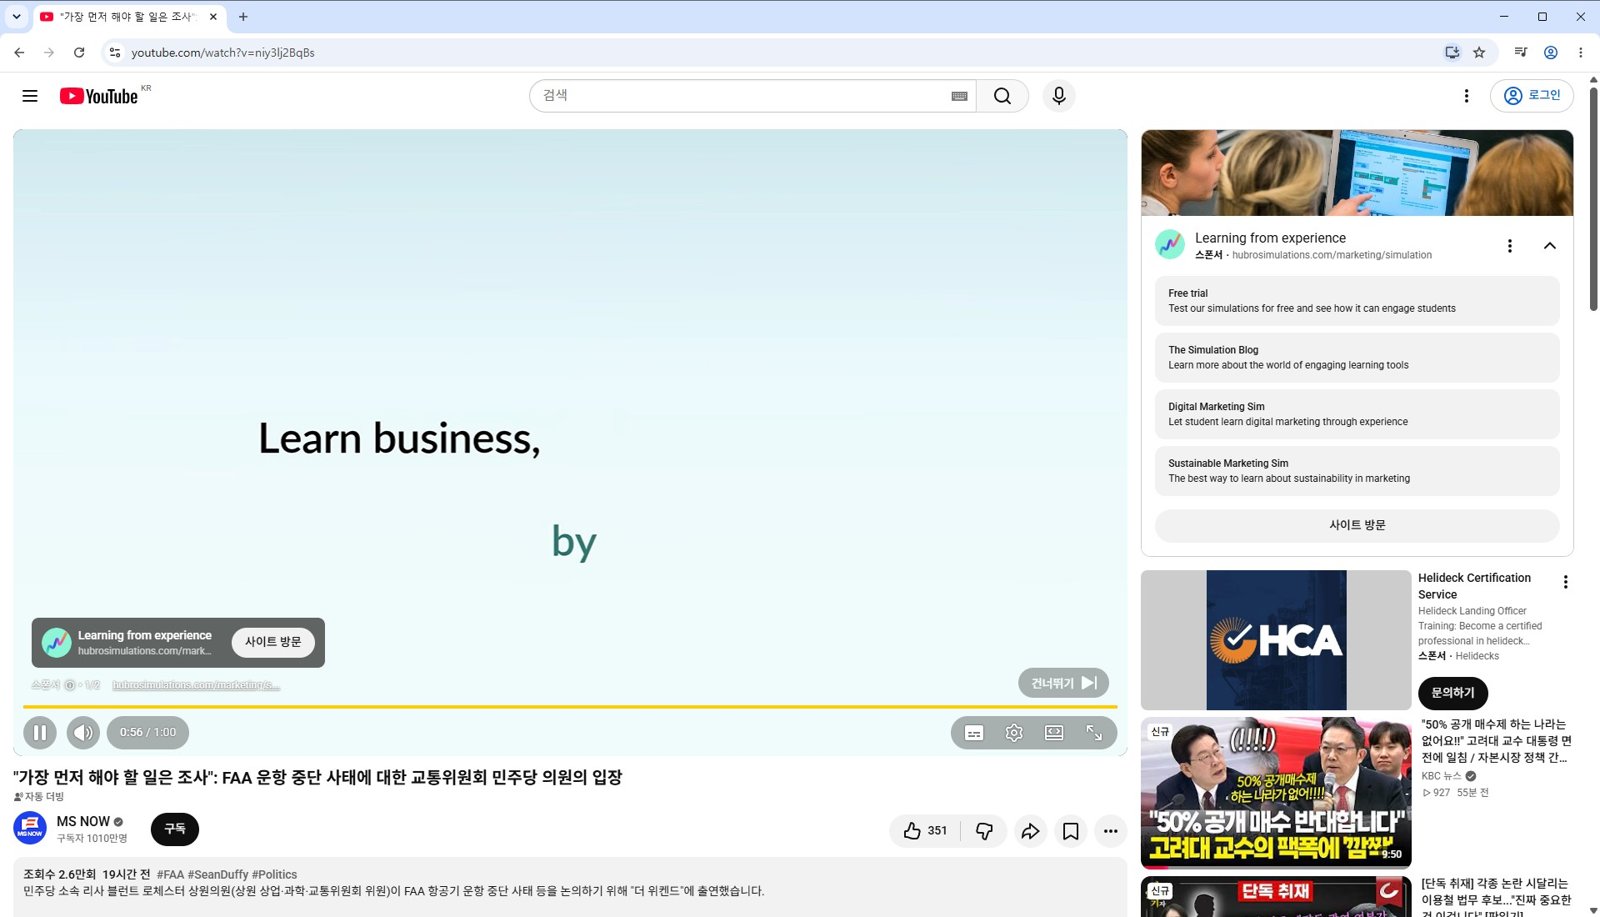 "가장 먼저 해야 할 일은 조사":
youtube.com/watch?v=niy3lj2BqBs
YouTube KR
검색
로그인
Learn business,
by
Learning from experience
hubrosimulations.com/mark...
사이트 방문
스폰서 · 1/2 hubrosimulations.com/marketing/s...
건너뛰기
0:56 / 1:00
"가장 먼저 해야 할 일은 조사": FAA 운항 중단 사태에 대한 교통위원회 민주당 의원의 입장
자동 더빙
MS NOW
MS NOW
구독자 1010만명
구독
351
조회수 2.6만회 19시간 전 #FAA #SeanDuffy #Politics
민주당 소속 리사 블런트 로체스터 상원의원(상원 상업·과학·교통위원회 위원)이 FAA 항공기 운항 중단 사태 등을 논의하기 위해 "더 위켄드"에 출연했습니다.
Learning from experience
스폰서 · hubrosimulations.com/marketing/simulation
Free trial
Test our simulations for free and see how it can engage students
The Simulation Blog
Learn more about the world of engaging learning tools
Digital Marketing Sim
Let student learn digital marketing through experience
Sustainable Marketing Sim
The best way to learn about sustainability in marketing
사이트 방문
HCA
Helideck Certification
Service
Helideck Landing Officer
Training: Become a certified
professional in helideck...
스폰서 · Helidecks
문의하기
신규
((!!!!))
50% 공개매수제
하는 나라가 없어!!!!
"50% 공개 매수 반대합니다"
고려대 교수의 팩폭에 '깜짝'
9:50
"50% 공개 매수제 하는 나라는
없어요!!" 고려대 교수 대통령 면
전에 일침 / 자본시장 정책 간...
KBC 뉴스
927 55분 전
신규
단독 취재
[단독 취재] 각종 논란 시달리는
이용철 법무 후보..."진짜 중요한